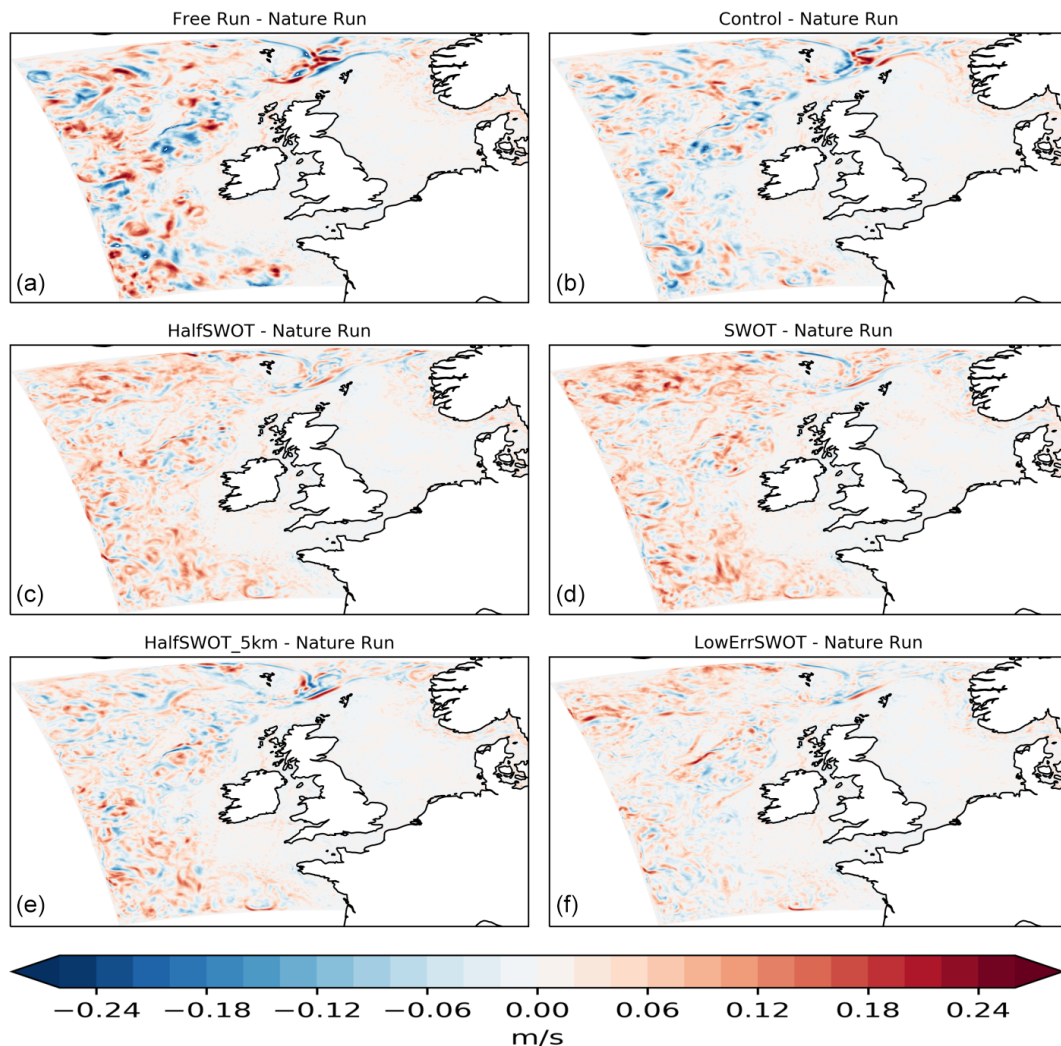 Free Run - Nature Run
Control - Nature Run
(a)
(b)
HalfSWOT - Nature Run
SWOT - Nature Run
(c)
(d)
HalfSWOT_5km - Nature Run
LowErrSWOT - Nature Run
(e)
(f)
−0.24 −0.18 −0.12 −0.06 0.00 0.06 0.12 0.18 0.24
m/s